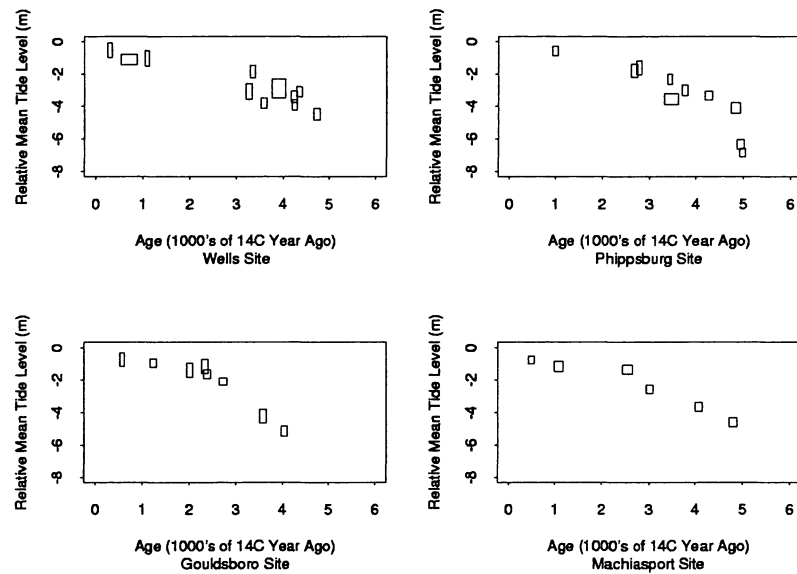 Relative Mean Tide Level (m)
0
-2
-4
-6
-8
0 1 2 3 4 5 6
Age (1000's of 14C Year Ago)
Wells Site
Relative Mean Tide Level (m)
0
-2
-4
-6
-8
0 1 2 3 4 5 6
Age (1000's of 14C Year Ago)
Phippsburg Site
Relative Mean Tide Level (m)
0
-2
-4
-6
-8
0 1 2 3 4 5 6
Age (1000's of 14C Year Ago)
Gouldsboro Site
Relative Mean Tide Level (m)
0
-2
-4
-6
-8
0 1 2 3 4 5 6
Age (1000's of 14C Year Ago)
Machiasport Site